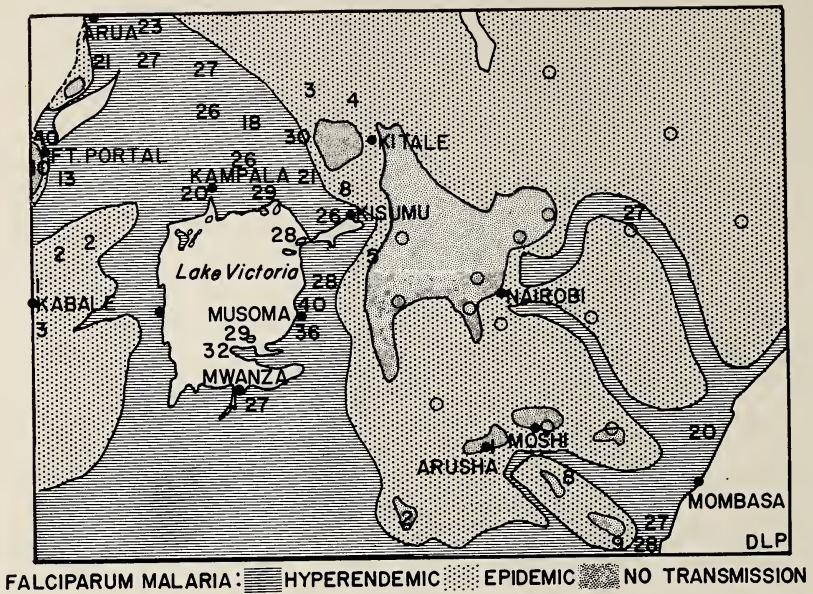 ARUA 23
21 27 27
3 4
26 18
30 KITALE
40 FT. PORTAL
10 13
26
KAMPALA 21
20 29 8
26 KISUMU
27
2 2 28
5
Lake Victoria
28
1
KABALE
NAIROBI
MUSOMA 40
3 36
29
32
MWANZA
27
20
MOSHI
1
ARUSHA
8
MOMBASA
2 27
9 28
DLP
FALCIPARUM MALARIA: HYPERENDEMIC EPIDEMIC NO TRANSMISSION